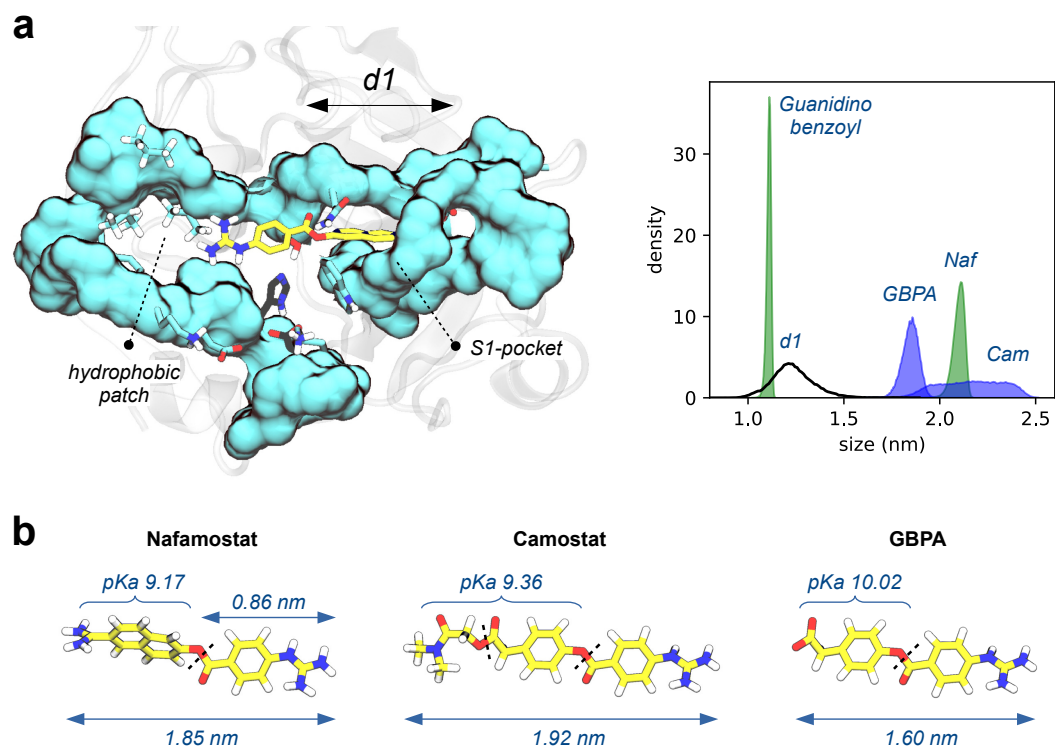 a
d1
hydrophobic
patch
S1-pocket
Guanidino
benzoyl
GBPA
Naf
d1
Cam
density
30
20
10
0
1.0 1.5 2.0 2.5
size (nm)
b
Nafamostat
pKa 9.17
0.86 nm
1.85 nm
Camostat
pKa 9.36
1.92 nm
GBPA
pKa 10.02
1.60 nm